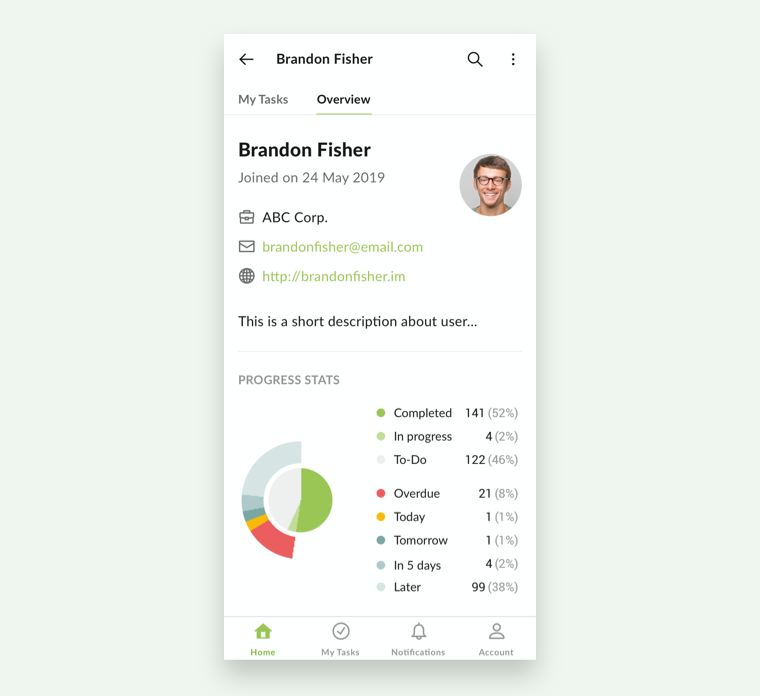 Brandon Fisher
My Tasks Overview
Brandon Fisher
Joined on 24 May 2019
ABC Corp.
brandonfisher@email.com
http://brandonfisher.im
This is a short description about user...
PROGRESS STATS
Completed 141 (52%)
In progress 4 (2%)
To-Do 122 (46%)
Overdue 21 (8%)
Today 1 (1%)
Tomorrow 1 (1%)
In 5 days 4 (2%)
Later 99 (38%)
Home My Tasks Notifications Account